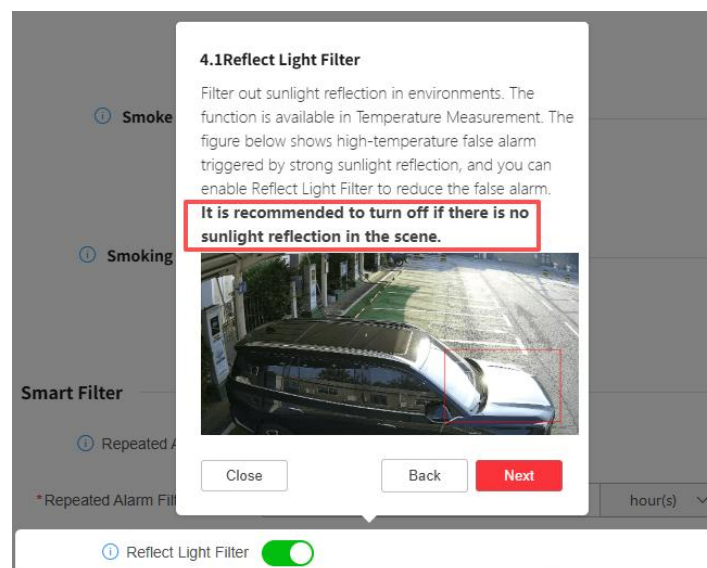 4.1Reflect Light Filter
Filter out sunlight reflection in environments. The
function is available in Temperature Measurement. The
figure below shows high-temperature false alarm
triggered by strong sunlight reflection, and you can
enable Reflect Light Filter to reduce the false alarm.
It is recommended to turn off if there is no
sunlight reflection in the scene.
Smoke
Smoking
Smart Filter
Repeated A
Close
Back
Next
*Repeated Alarm Filt
hour(s)
Reflect Light Filter